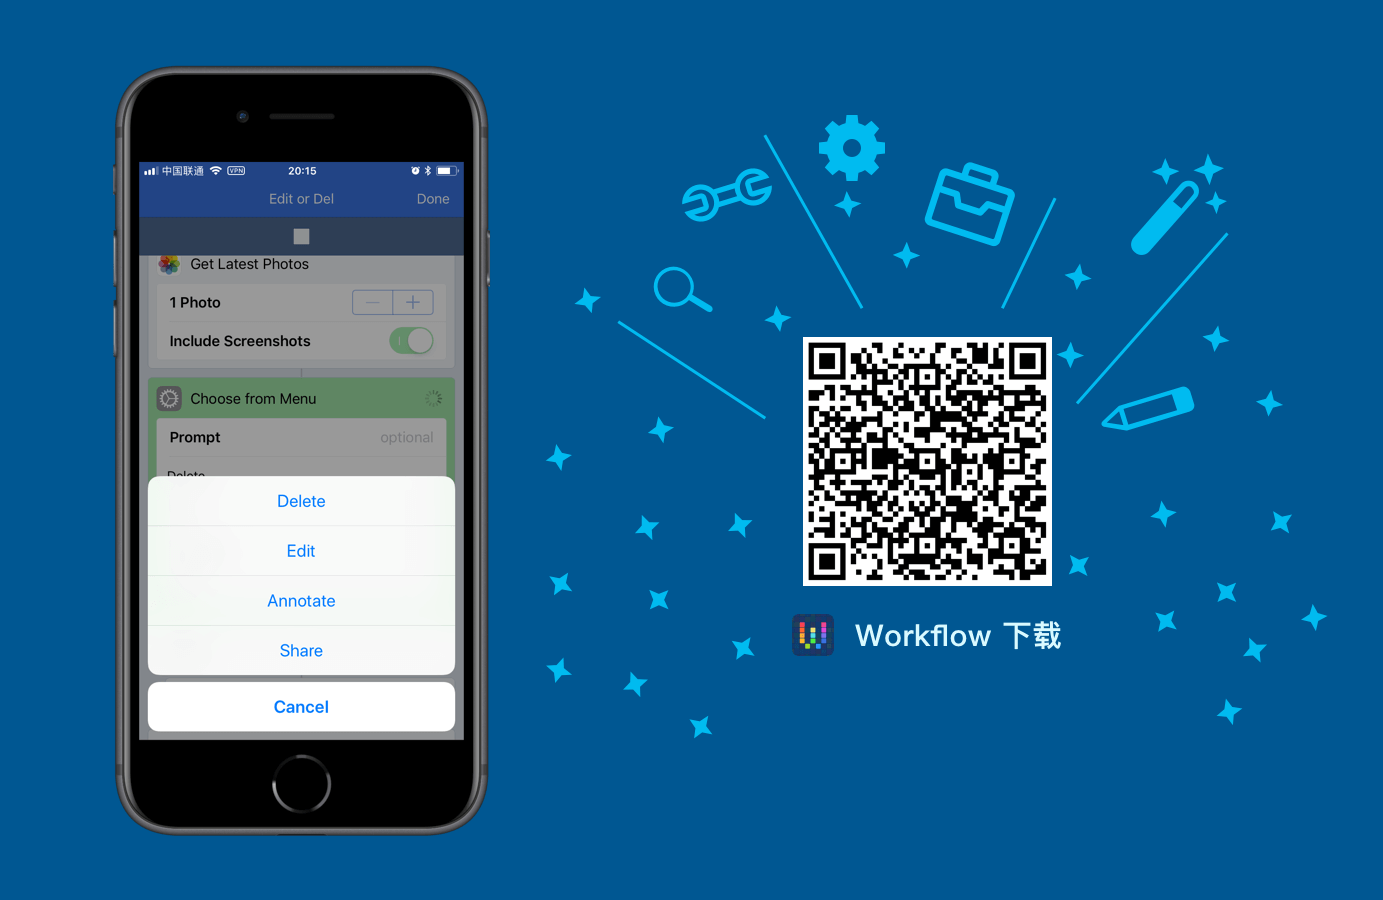 中国联通 VPN 20:15
Edit or Del Done
Get Latest Photos
1 Photo
Include Screenshots
Choose from Menu
Prompt optional
Delete
Delete
Edit
Annotate
Share
Cancel
Workflow 下载